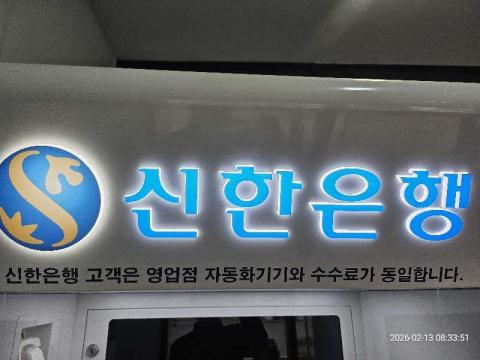 신한은행
신한은행 고객은 영업점 자동화기기와 수수료가 동일합니다.
2026-02-13 08:33:51